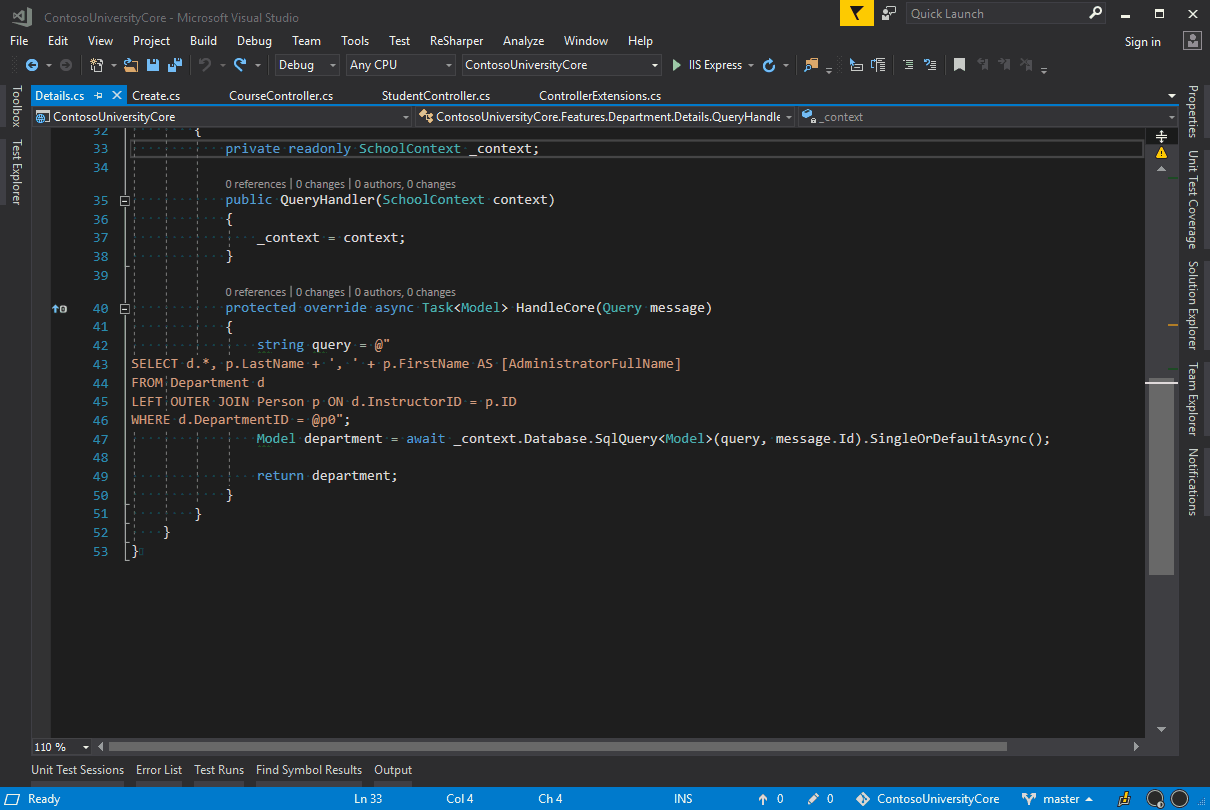 ContosoUniversityCore - Microsoft Visual Studio
Quick Launch
File Edit View Project Build Debug Team Tools Test ReSharper Analyze Window Help Sign in
Debug Any CPU ContosoUniversityCore IIS Express
Toolbox
Test Explorer
Details.cs Create.cs CourseController.cs StudentController.cs ControllerExtensions.cs
ContosoUniversityCore ContosoUniversityCore.Features.Department.Details.QueryHandle _context
32 {
33 private readonly SchoolContext _context;
34
0 references | 0 changes | 0 authors, 0 changes
35 public QueryHandler(SchoolContext context)
36 {
37 _context = context;
38 }
39
0 references | 0 changes | 0 authors, 0 changes
40 protected override async Task<Model> HandleCore(Query message)
41 {
42 string query = @"
43 SELECT d.*, p.LastName + ', ' + p.FirstName AS [AdministratorFullName]
44 FROM Department d
45 LEFT OUTER JOIN Person p ON d.InstructorID = p.ID
46 WHERE d.DepartmentID = @p0";
47 Model department = await _context.Database.SqlQuery<Model>(query, message.Id).SingleOrDefaultAsync();
48
49 return department;
50 }
51 }
52 }
53 }
Properties
Unit Test Coverage
Solution Explorer
Team Explorer
Notifications
110 %
Unit Test Sessions Error List Test Runs Find Symbol Results Output
Ready Ln 33 Col 4 Ch 4 INS 0 0 ContosoUniversityCore master